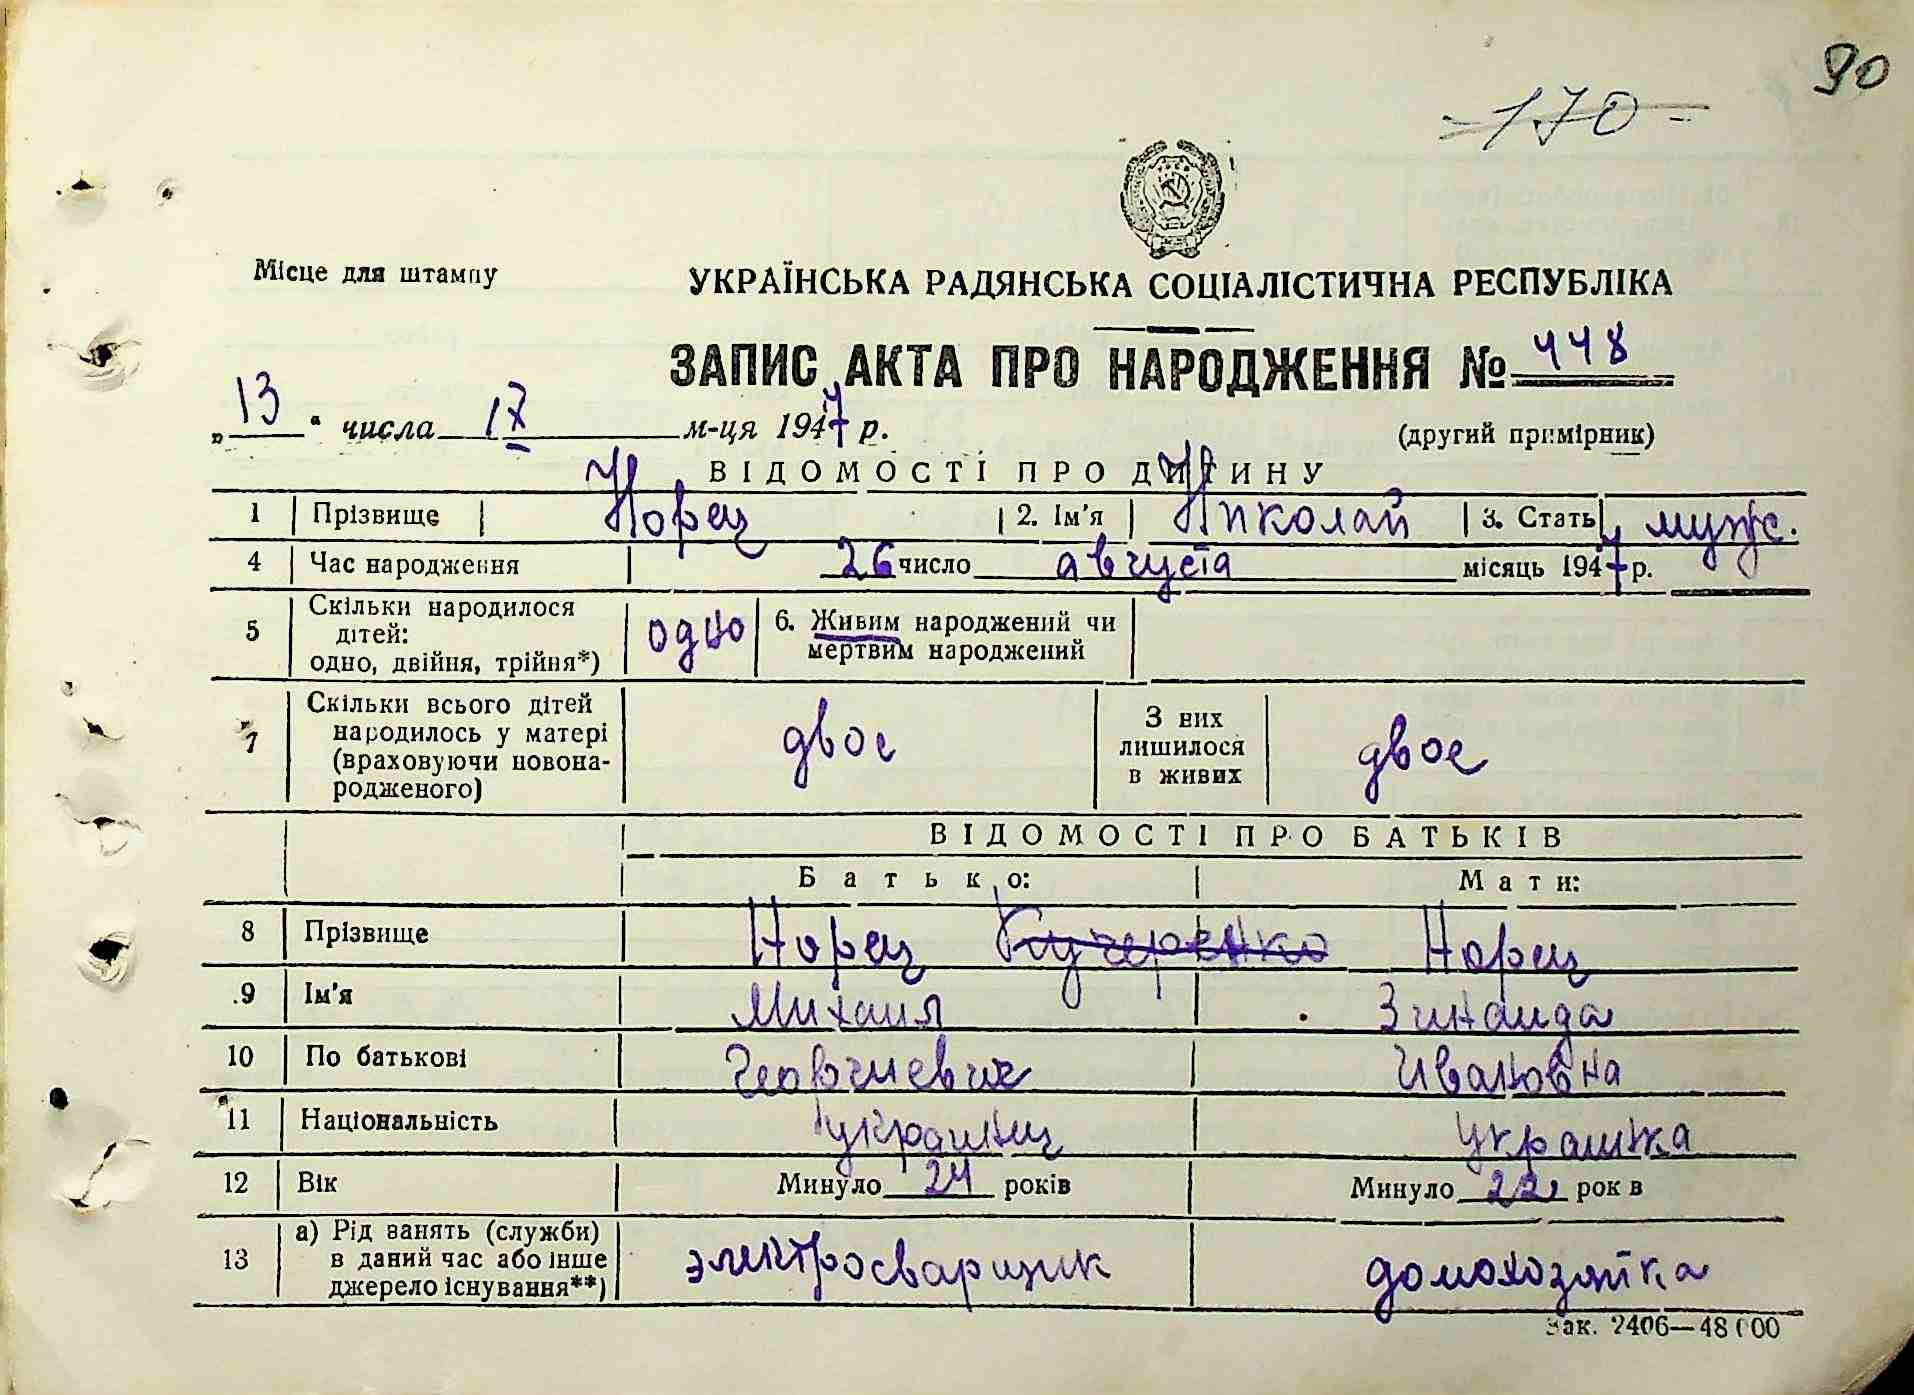 90
170
Місце для штампу
УКРАЇНСЬКА РАДЯНСЬКА СОЦІАЛІСТИЧНА РЕСПУБЛІКА
ЗАПИС АКТА ПРО НАРОДЖЕННЯ № 448
„13“ числа IX м-ця 1947 р.
(другий примірник)
ВІДОМОСТІ ПРО ДИТИНУ
1 Прізвище Норец 2. Ім'я Николай 3. Стать муж.
4 Час народження 26 число августа місяць 1947 р.
5 Скільки народилося дітей: одно, двійня, трійня*) одно 6. Живим народжений чи мертвим народжений
7 Скільки всього дітей народилось у матері (враховуючи новонародженого) двое З них лишилося в живих двое
ВІДОМОСТІ ПРО БАТЬКІВ
Батько: Мати:
8 Прізвище Норец Кучеренко Норец
9 Ім'я Михаил Зинаида
10 По батькові Георгиевич Ивановна
11 Національність украинец украинка
12 Вік Минуло 24 років Минуло 22 рок в
13 а) Рід занять (служби) в даний час або інше джерело існування**) электросварщик домохозяйка
Зак. 2406—48 000